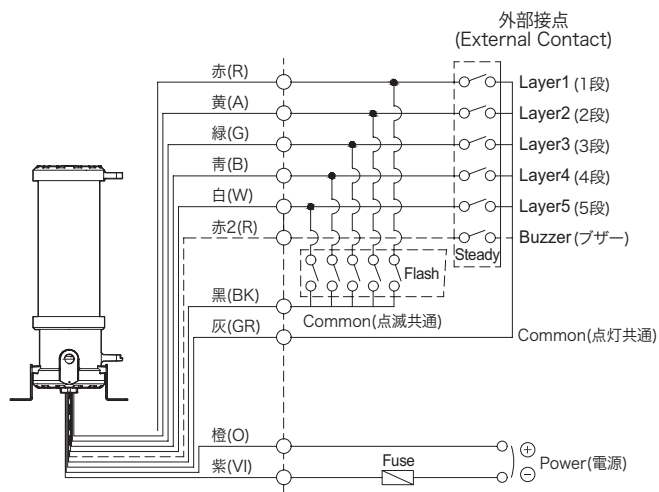 外部接点
(External Contact)
赤(R)
Layer1 (1段)
黄(A)
Layer2 (2段)
緑(G)
Layer3 (3段)
青(B)
Layer4 (4段)
白(W)
Layer5 (5段)
赤2(R)
Buzzer (ブザー)
Steady
Flash
黒(BK)
Common(点滅共通)
灰(GR)
Common(点灯共通)
橙(O)
⊕
Fuse
Power(電源)
紫(VI)
⊖